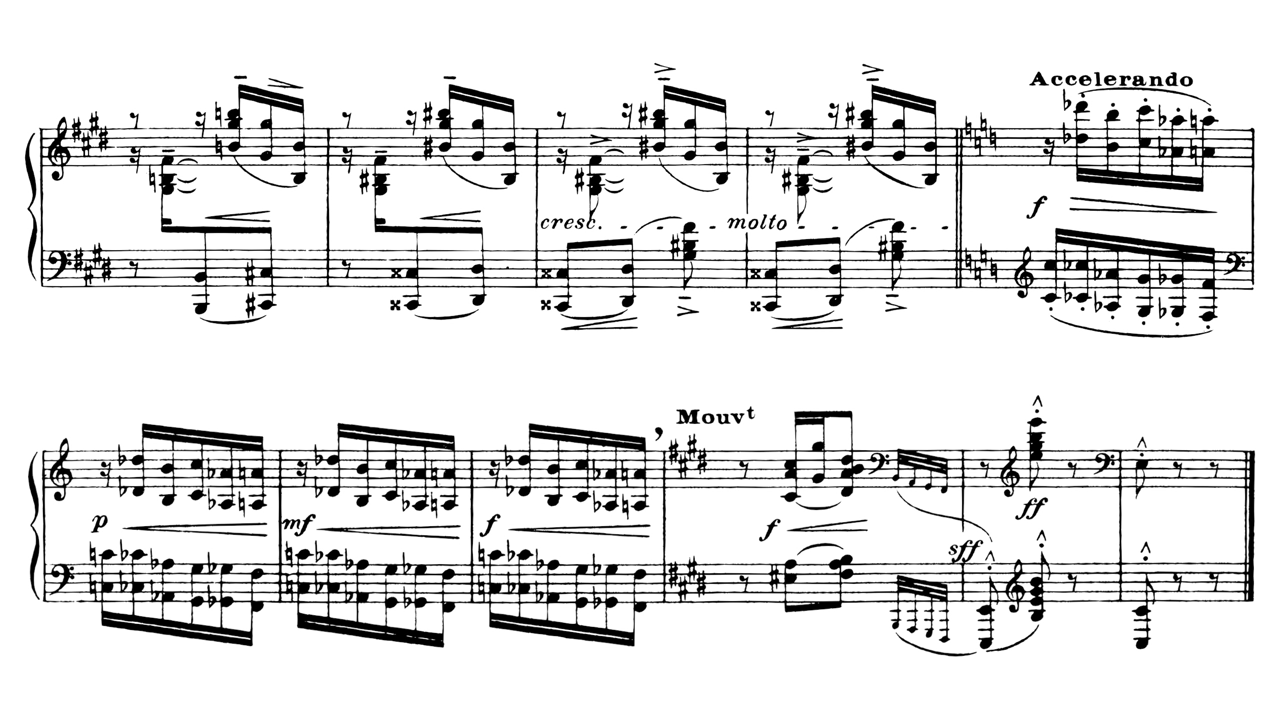 Accelerando
cresc. molto
f
Mouvt
p mf f f ff
sff